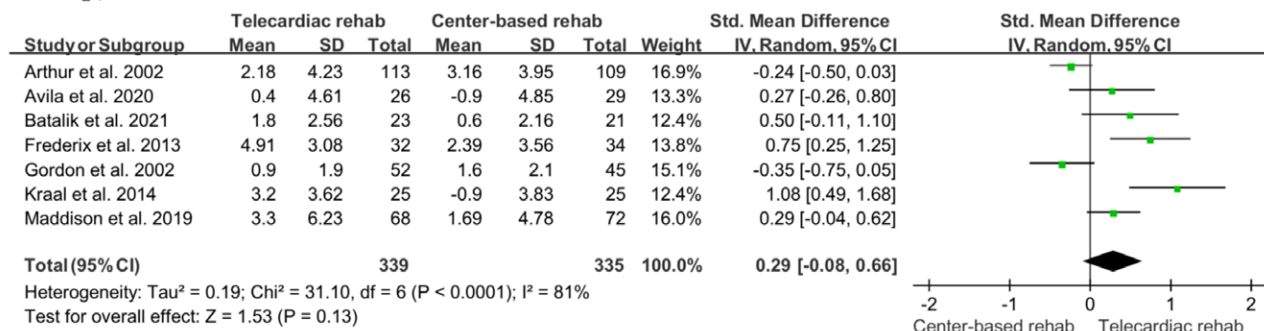 Telecardiac rehab Center-based rehab Std. Mean Difference Std. Mean Difference
Study or Subgroup Mean SD Total Mean SD Total Weight IV, Random, 95% CI IV, Random, 95% CI
Arthur et al. 2002 2.18 4.23 113 3.16 3.95 109 16.9% -0.24 [-0.50, 0.03]
Avila et al. 2020 0.4 4.61 26 -0.9 4.85 29 13.3% 0.27 [-0.26, 0.80]
Batalik et al. 2021 1.8 2.56 23 0.6 2.16 21 12.4% 0.50 [-0.11, 1.10]
Frederix et al. 2013 4.91 3.08 32 2.39 3.56 34 13.8% 0.75 [0.25, 1.25]
Gordon et al. 2002 0.9 1.9 52 1.6 2.1 45 15.1% -0.35 [-0.75, 0.05]
Kraal et al. 2014 3.2 3.62 25 -0.9 3.83 25 12.4% 1.08 [0.49, 1.68]
Maddison et al. 2019 3.3 6.23 68 1.69 4.78 72 16.0% 0.29 [-0.04, 0.62]
Total (95% CI) 339 335 100.0% 0.29 [-0.08, 0.66]
Heterogeneity: Tau² = 0.19; Chi² = 31.10, df = 6 (P < 0.0001); I² = 81%
Test for overall effect: Z = 1.53 (P = 0.13)
-2 -1 0 1 2
Center-based rehab Telecardiac rehab